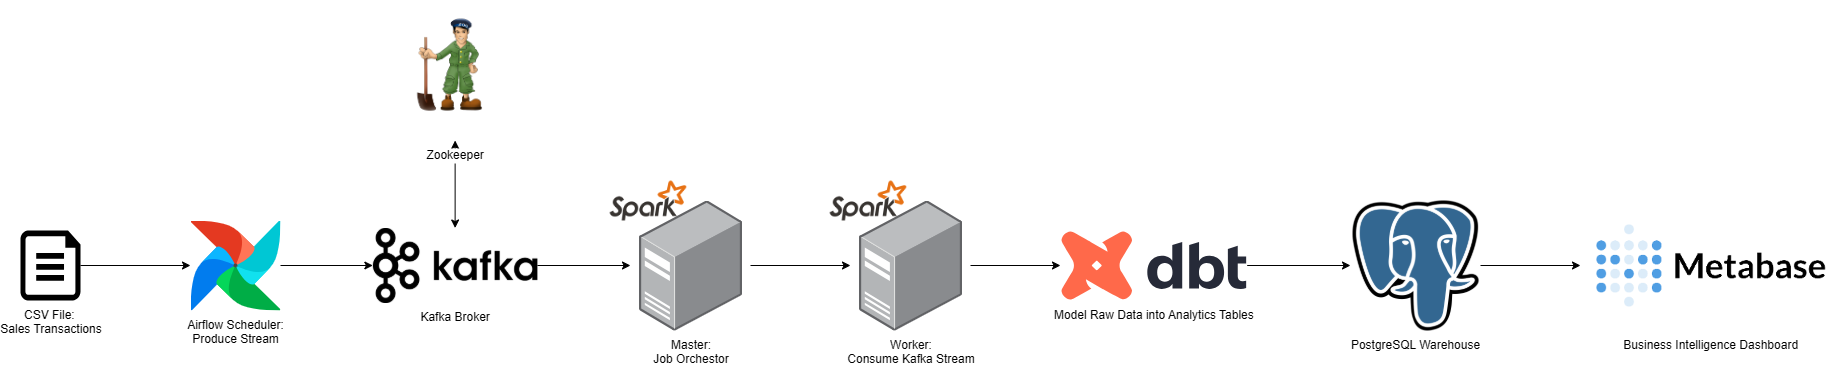 Zookeeper
CSV File:
Sales Transactions
Airflow Scheduler:
Produce Stream
kafka
Kafka Broker
Spark
Master:
Job Orchestor
Spark
Worker:
Consume Kafka Stream
dbt
Model Raw Data into Analytics Tables
PostgreSQL Warehouse
Metabase
Business Intelligence Dashboard